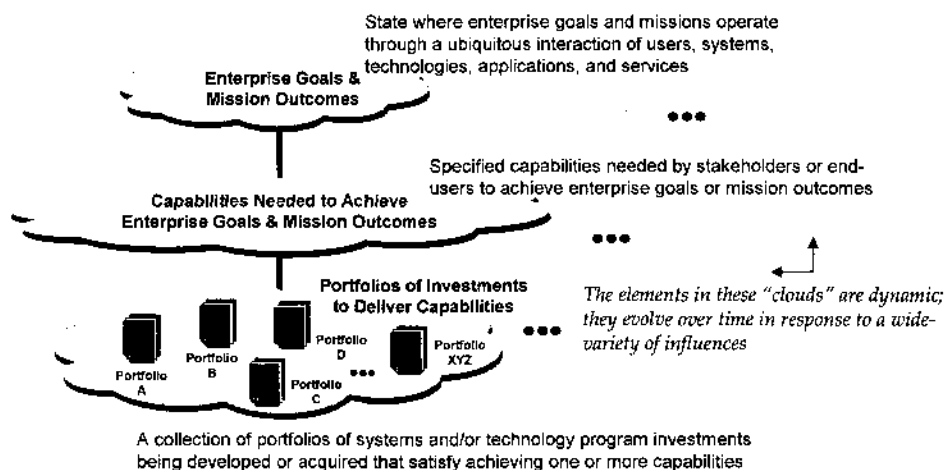 State where enterprise goals and missions operate
through a ubiquitous interaction of users, systems,
technologies, applications, and services
Enterprise Goals &
Mission Outcomes
Specified capabilities needed by stakeholders or end-
users to achieve enterprise goals or mission outcomes
Capabilities Needed to Achieve
Enterprise Goals & Mission Outcomes
Portfolios of Investments
to Deliver Capabilities
The elements in these “clouds” are dynamic;
they evolve over time in response to a wide-
variety of influences
Portfolio
A
Portfolio
B
Portfolio
C
Portfolio
D
Portfolio
XYZ
A collection of portfolios of systems and/or technology program investments
being developed or acquired that satisfy achieving one or more capabilities